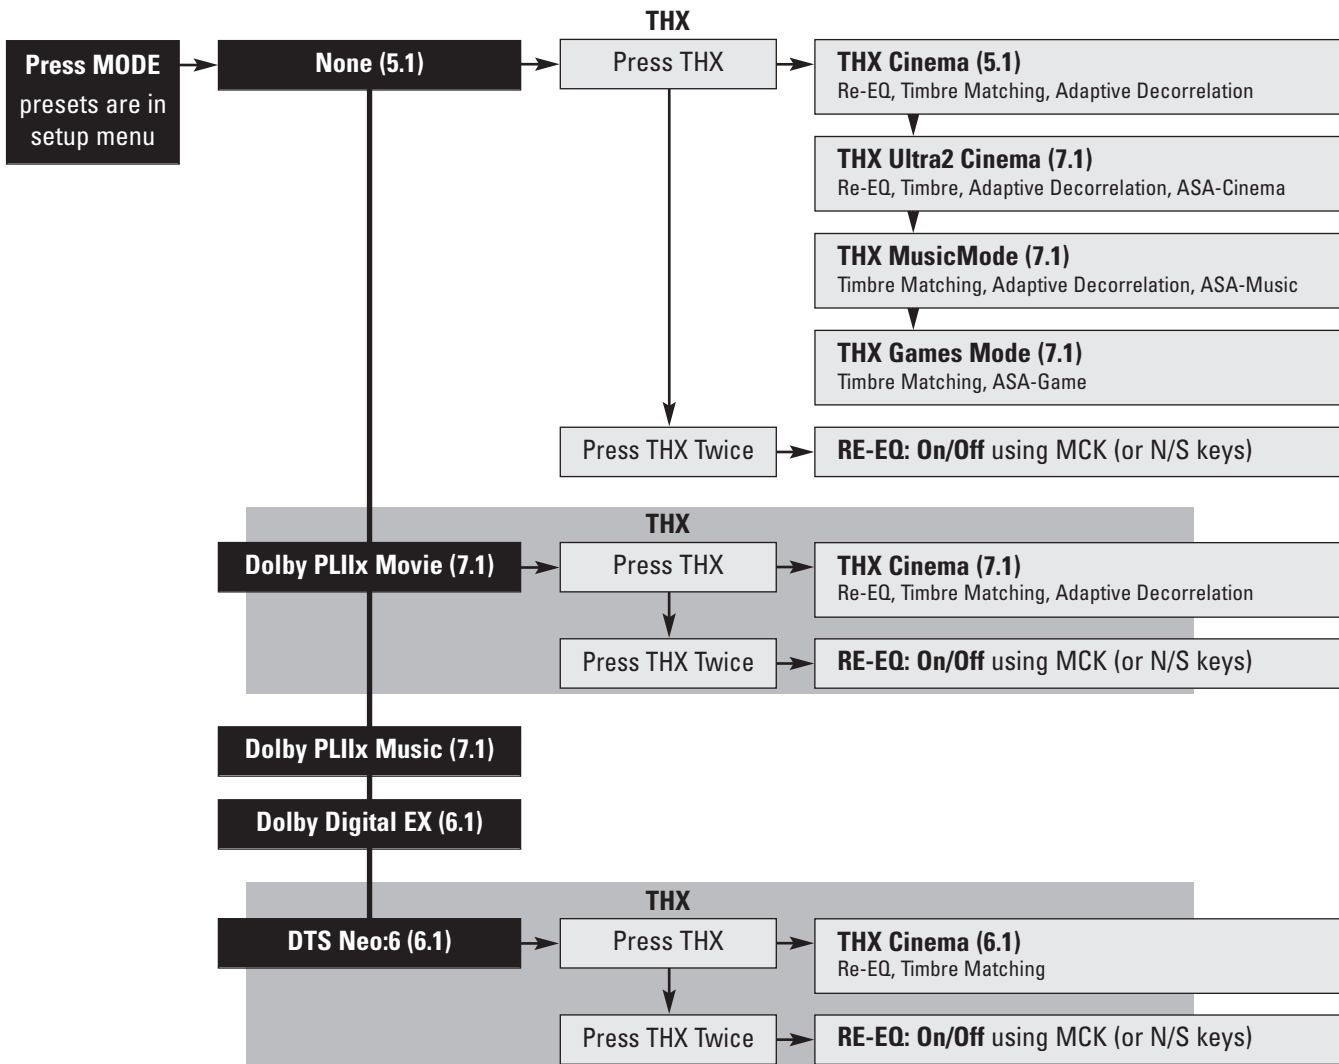 THX
Press MODE
presets are in
setup menu
None (5.1)
Press THX
THX Cinema (5.1)
Re-EQ, Timbre Matching, Adaptive Decorrelation
THX Ultra2 Cinema (7.1)
Re-EQ, Timbre, Adaptive Decorrelation, ASA-Cinema
THX MusicMode (7.1)
Timbre Matching, Adaptive Decorrelation, ASA-Music
THX Games Mode (7.1)
Timbre Matching, ASA-Game
Press THX Twice
RE-EQ: On/Off using MCK (or N/S keys)
THX
Dolby PLIIx Movie (7.1)
Press THX
THX Cinema (7.1)
Re-EQ, Timbre Matching, Adaptive Decorrelation
Press THX Twice
RE-EQ: On/Off using MCK (or N/S keys)
Dolby PLIIx Music (7.1)
Dolby Digital EX (6.1)
THX
DTS Neo:6 (6.1)
Press THX
THX Cinema (6.1)
Re-EQ, Timbre Matching
Press THX Twice
RE-EQ: On/Off using MCK (or N/S keys)